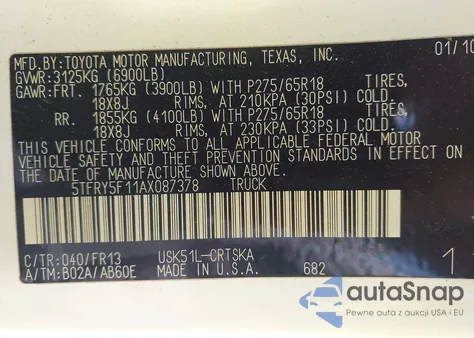 MFD.BY: TOYOTA MOTOR MANUFACTURING, TEXAS, INC. 01/10
GVWR: 3125KG (6900LB)
GAWR: FRT. 1765KG (3900LB) WITH P275/65R18 TIRES,
18X8J RIMS, AT 210KPA (30PSI) COLD.
RR. 1855KG (4100LB) WITH P275/65R18 TIRES,
18X8J RIMS, AT 230KPA (33PSI) COLD.
THIS VEHICLE CONFORMS TO ALL APPLICABLE FEDERAL MOTOR
VEHICLE SAFETY AND THEFT PREVENTION STANDARDS IN EFFECT ON
THE DATE OF MANUFACTURE SHOWN ABOVE.
5TFRY5F11AX087378 TRUCK
C/TR: 040/FR13 USK51L-CRTSKA
A/TM: B02A/AB60E MADE IN U.S.A. 682 1
autoSnap
Pewne auta z aukcji w USA i EU